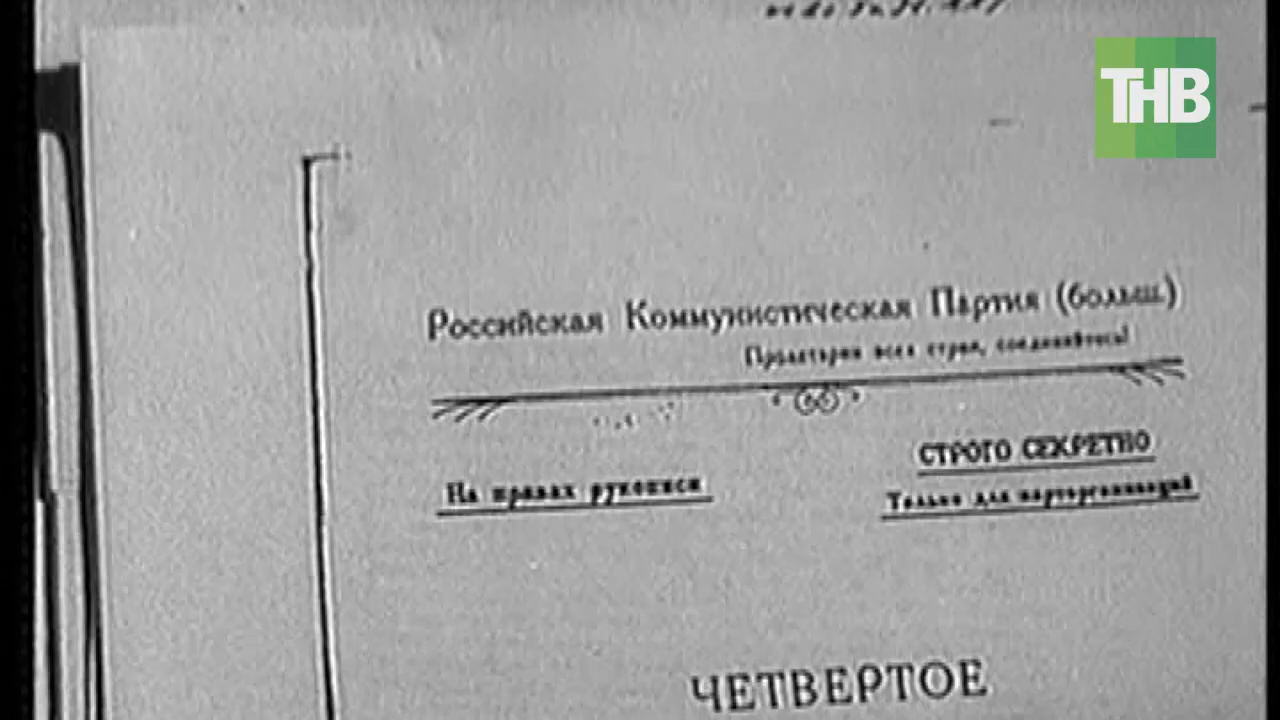 ТНВ
Российская Коммунистическая Партия (больш.)
Пролетарии всех стран, соединяйтесь!
СТРОГО СЕКРЕТНО
На правах рукописи
Только для парторганизаций
ЧЕТВЕРТОЕ